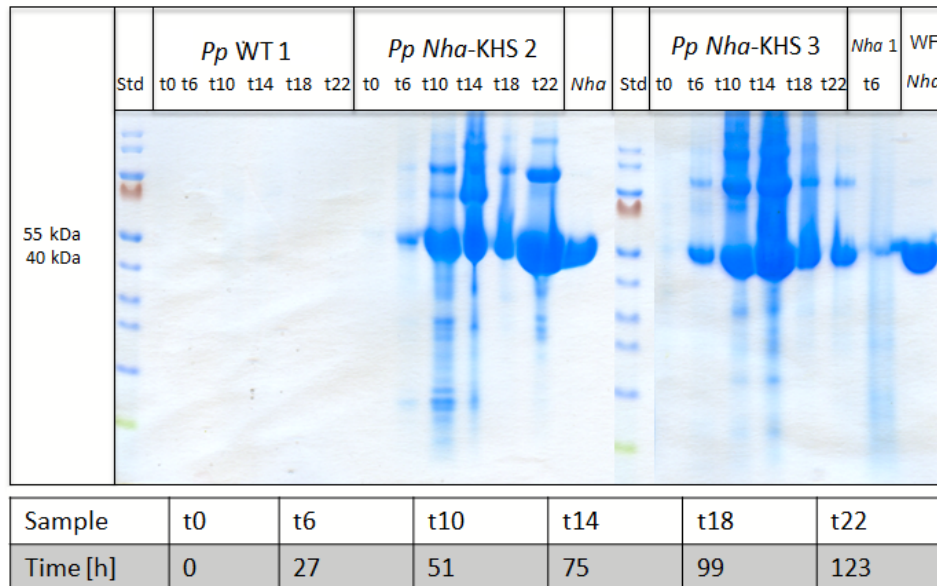 Pp WT 1 Pp Nha-KHS 2 Pp Nha-KHS 3 Nha 1 WF
Std t0 t6 t10 t14 t18 t22 t0 t6 t10 t14 t18 t22 Nha Std t0 t6 t10 t14 t18 t22 t6 Nha
55 kDa
40 kDa
Sample t0 t6 t10 t14 t18 t22
Time [h] 0 27 51 75 99 123